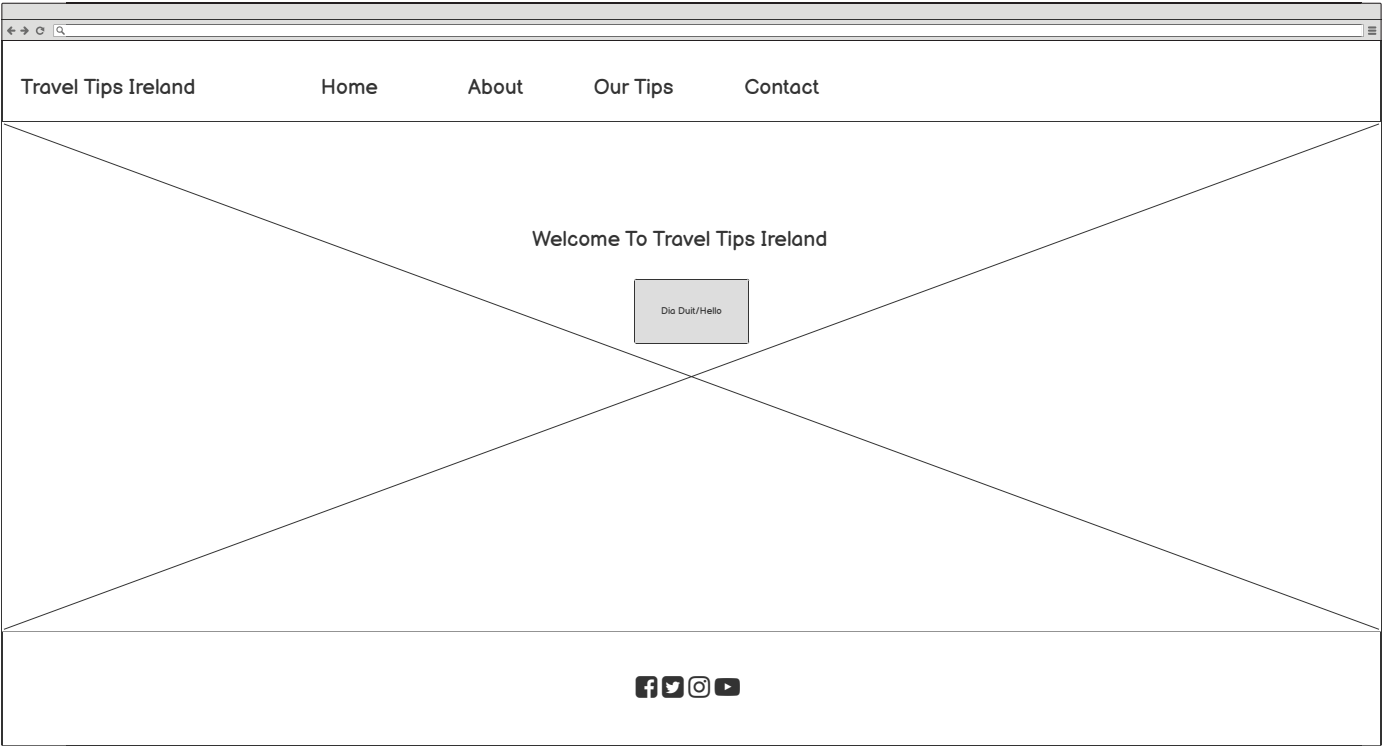 Travel Tips Ireland Home About Our Tips Contact
Welcome To Travel Tips Ireland
Dia Duit/Hello